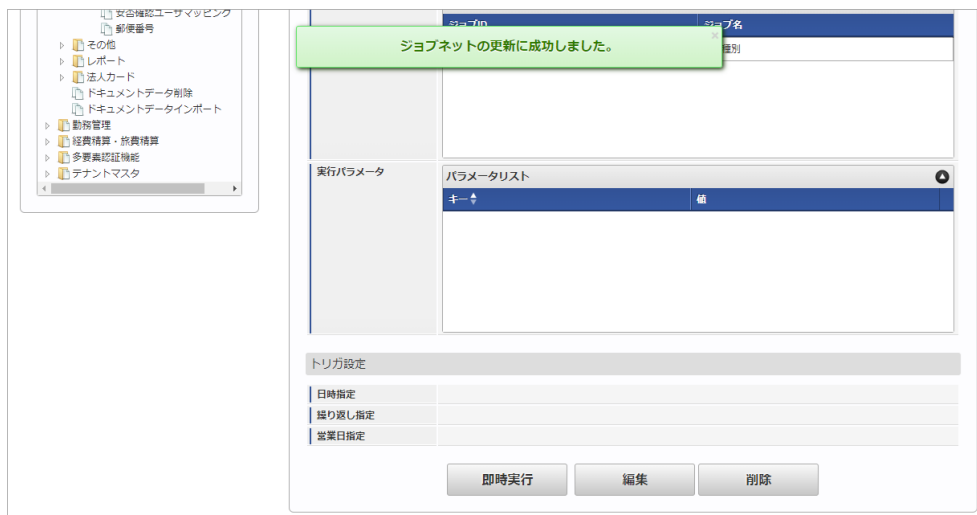 安否確認ユーザマッピング
郵便番号
その他
レポート
法人カード
ドキュメントデータ削除
ドキュメントデータインポート
勤務管理
経費精算・旅費精算
多要素認証機能
テナントマスタ
ジョブID
ジョブ名
ジョブネットの更新に成功しました。
×
種別
実行パラメータ
パラメータリスト
キー
値
トリガ設定
日時指定
繰り返し指定
営業日指定
即時実行
編集
削除